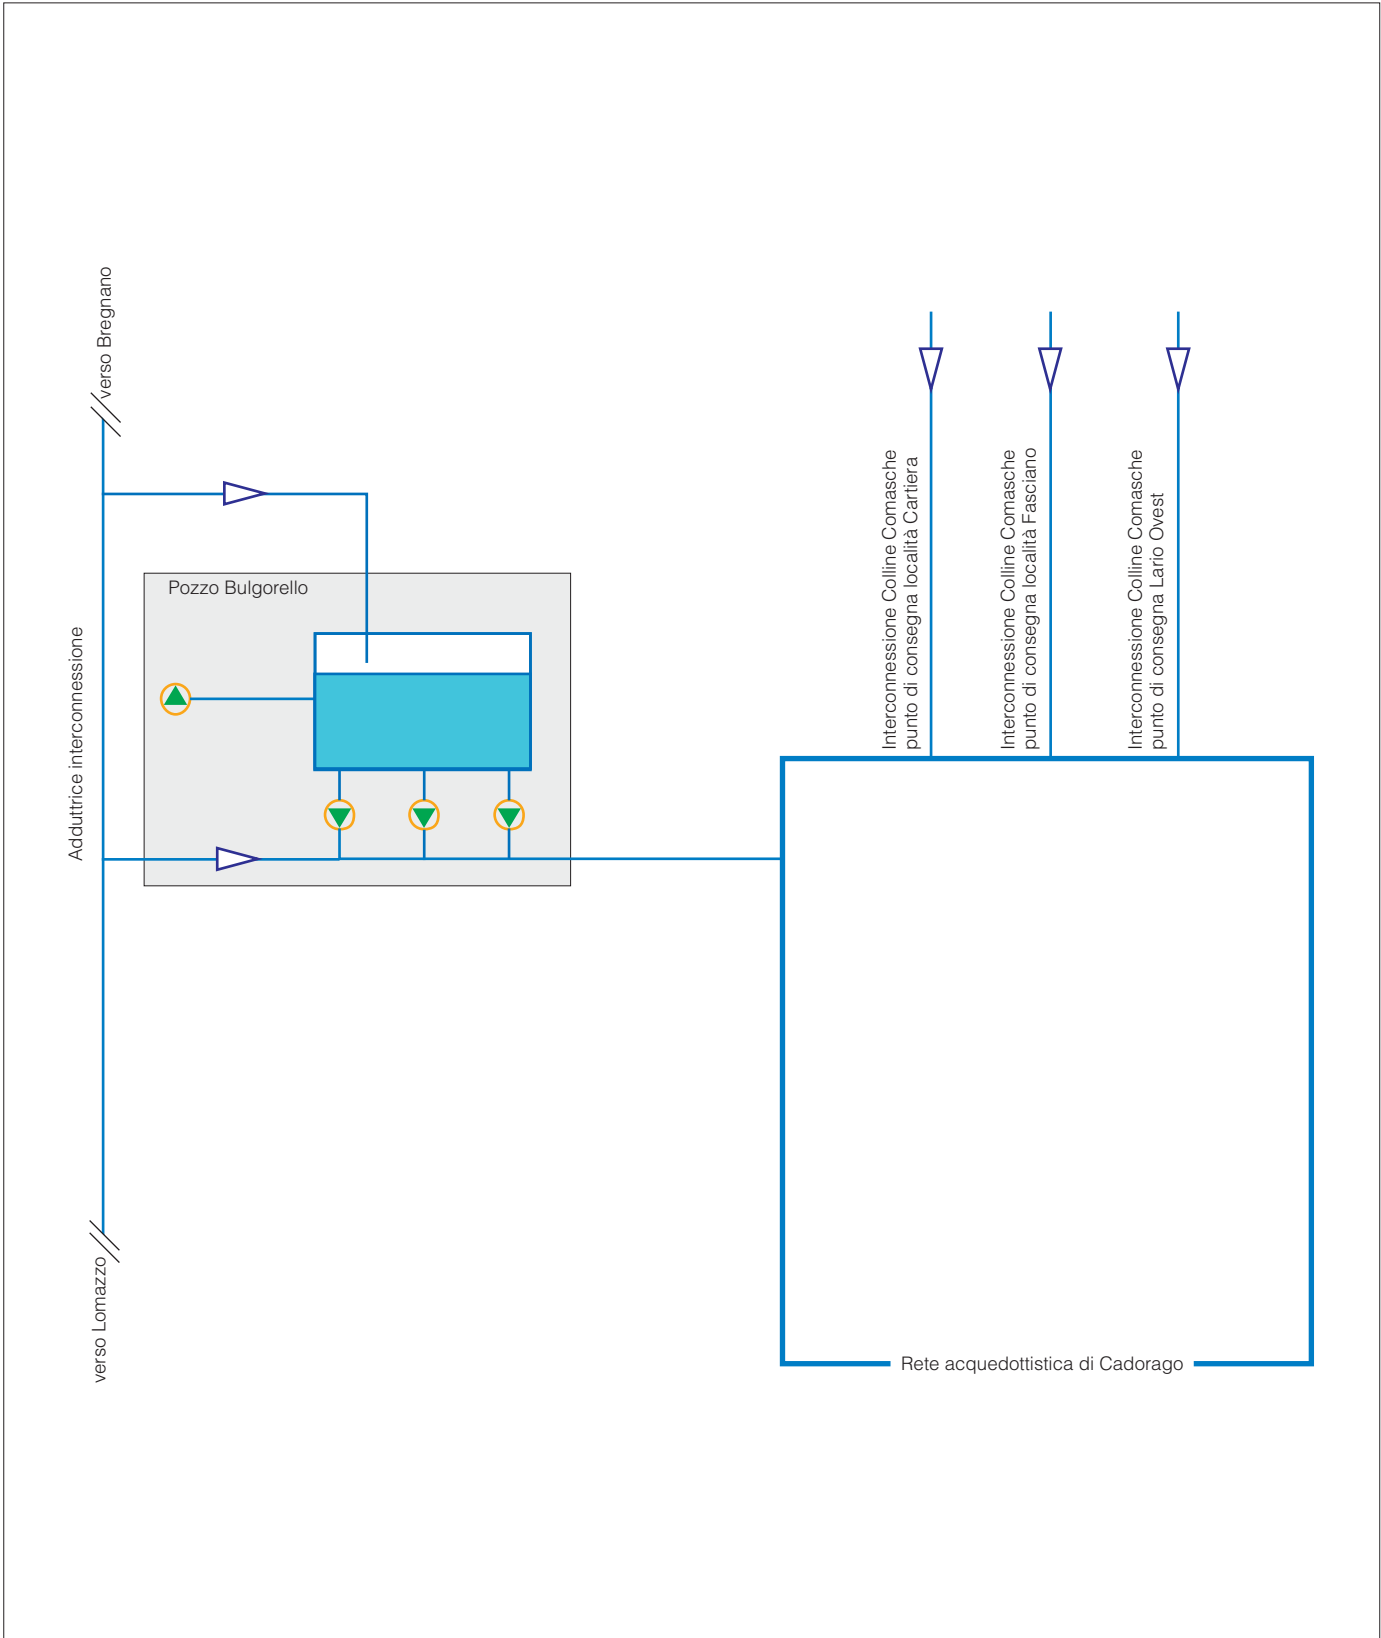 verso Bregnano
Pozzo Bulgorello
Adduttrice interconnessione
verso Lomazzo
Interconnessione Colline Comasche
punto di consegna località Cartiera
Interconnessione Colline Comasche
punto di consegna località Fasciano
Interconnessione Colline Comasche
punto di consegna Lario Ovest
Rete acquedottistica di Cadorago